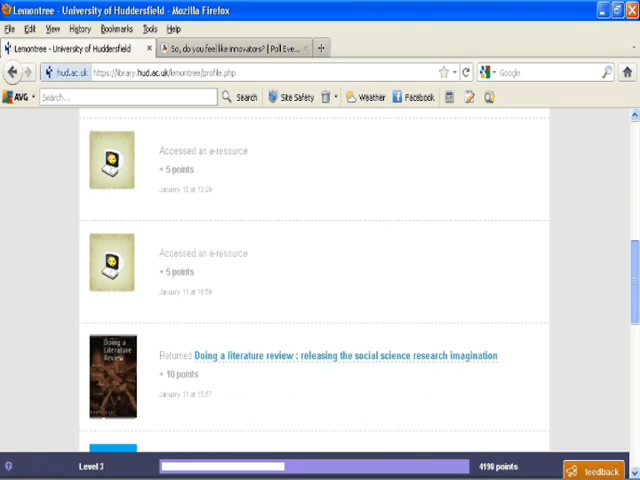 Lemontree - University of Huddersfield - Mozilla Firefox
File Edit View History Bookmarks Tools Help
Lemontree - University of Huddersfield × So, do you feel like innovators? | Poll Eve... × +
hud.ac.uk https://library.hud.ac.uk/lemontree/profile.php Google
AVG Search... Search Site Safety Weather Facebook
Accessed an e-resource
+ 5 points
January 12 at 12:29
Accessed an e-resource
+ 5 points
January 11 at 15:59
Doing a
Literature
Review
Returned Doing a literature review : releasing the social science research imagination
+ 10 points
January 11 at 15:57
Level 3 4190 points feedback